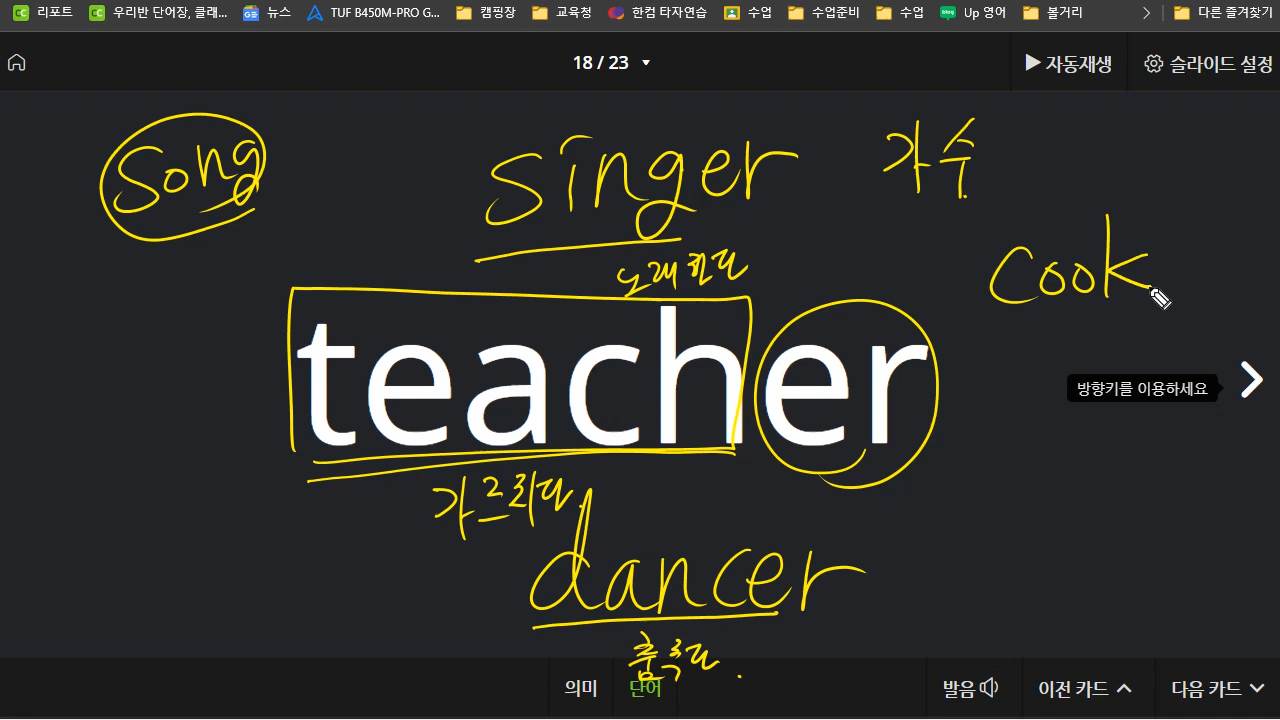 리포트 우리반 단어장, 클래... 뉴스 TUF B450M-PRO G... 캠핑장 교육청 한컴 타자연습 수업 수업준비 수업 Up 영어 볼거리 다른 즐겨찾기
18 / 23 자동재생 슬라이드 설정
song singer 가수
cook
노래한다
teacher
방향키를 이용하세요
가르친다.
dancer
춤춘다.
의미 단어 발음 이전 카드 다음 카드